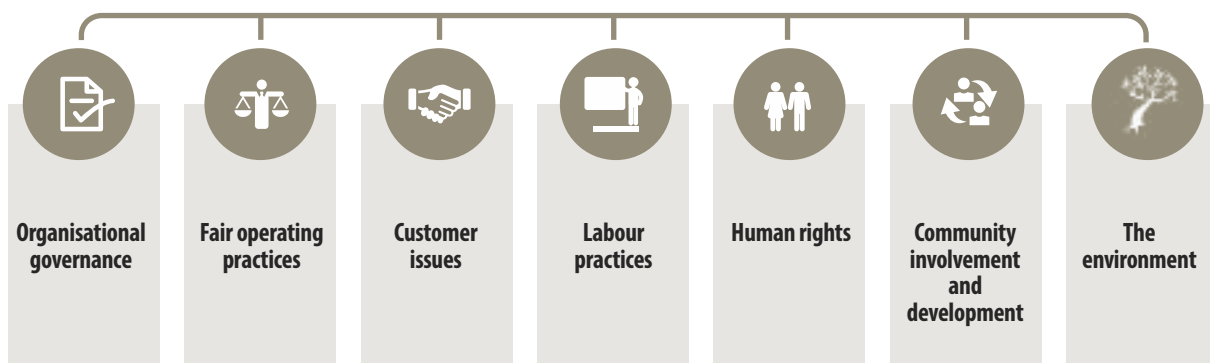 Organisational
governance
Fair operating
practices
Customer
issues
Labour
practices
Human rights
Community
involvement
and
development
The
environment